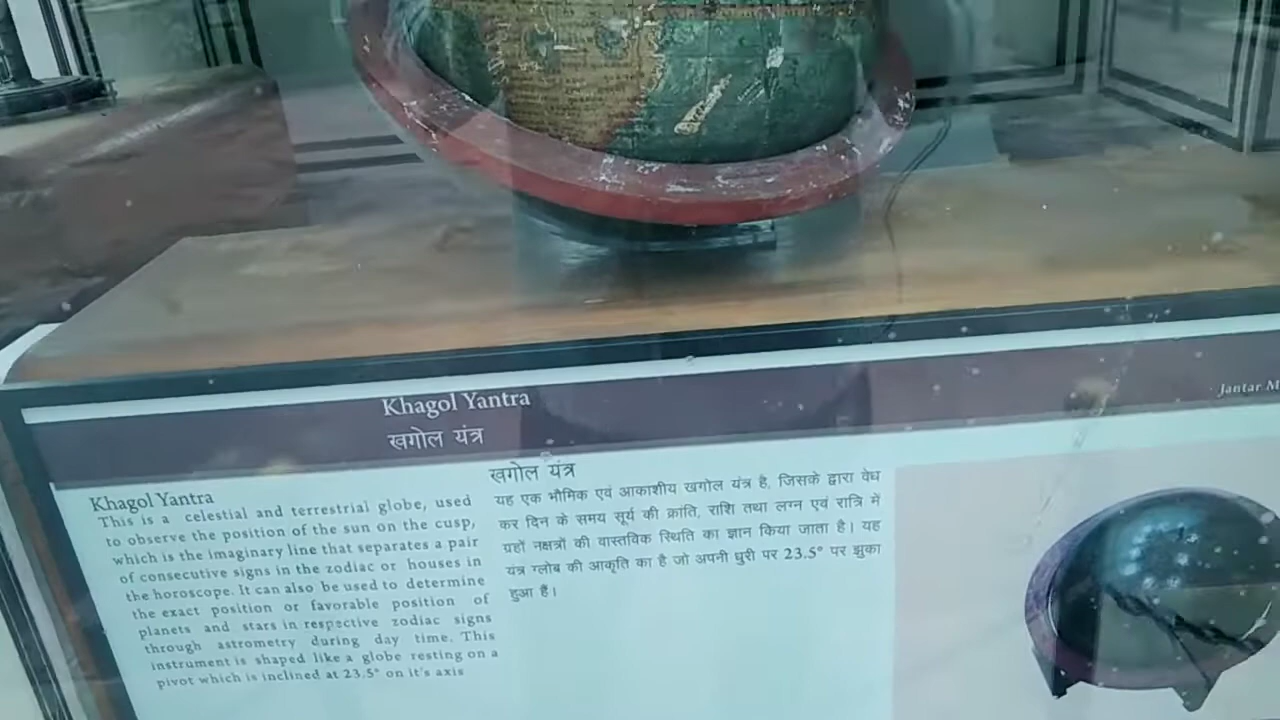 Khagol Yantra
खगोल यंत्र
Jantar M
Khagol Yantra
This is a celestial and terrestrial globe, used
to observe the position of the sun on the cusp,
which is the imaginary line that separates a pair
of consecutive signs in the zodiac or houses in
the horoscope. It can also be used to determine
the exact position or favorable position of
planets and stars in respective zodiac signs
through astrometry during day time. This
instrument is shaped like a globe resting on a
pivot which is inclined at 23.5° on it's axis
खगोल यंत्र
यह एक भौमिक एवं आकाशीय खगोल यंत्र है, जिसके द्वारा वेध
कर दिन के समय सूर्य की क्रांति, राशि तथा लग्न एवं रात्रि में
ग्रहों नक्षत्रों की वास्तविक स्थिति का ज्ञान किया जाता है। यह
यंत्र ग्लोब की आकृति का है जो अपनी धुरी पर 23.5° पर झुका
हुआ है।